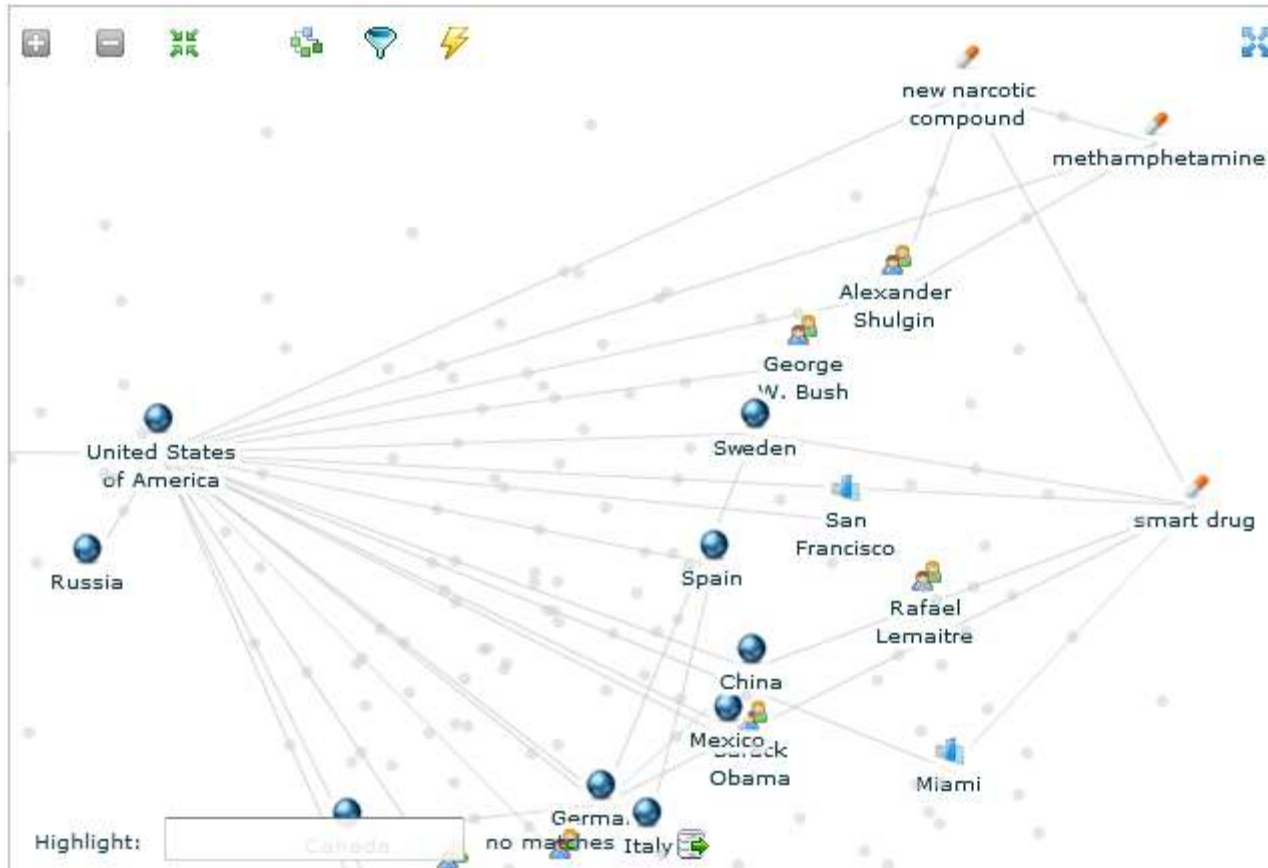 new narcotic
compound
methamphetamine
Alexander
Shulgin
George
W. Bush
United States
of America
Sweden
San
Francisco
smart drug
Russia
Spain
Rafael
Lemaitre
China
Mexico
Obama
Miami
Germa
Highlight:
Canada
no matches
Italy